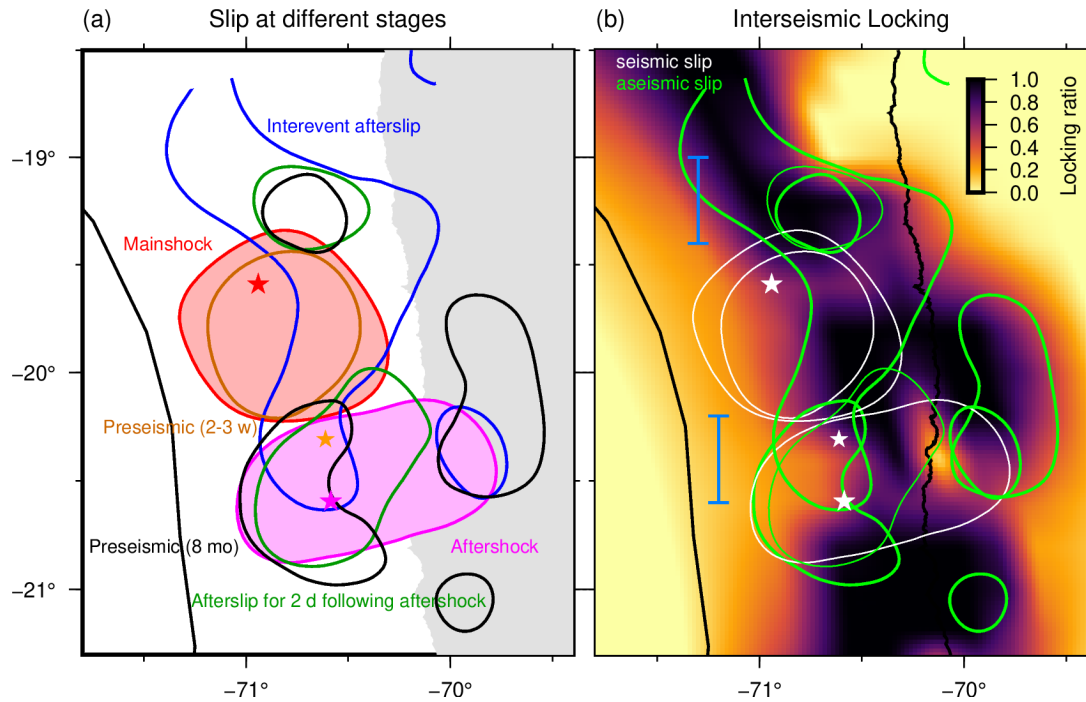 (a) Slip at different stages
(b) Interseismic Locking
seismic slip
aseismic slip
Interevent afterslip
Mainshock
Preseismic (2-3 w)
Preseismic (8 mo)
Aftershock
Afterslip for 2 d following aftershock
1.0
0.8
0.6
0.4
0.2
0.0
Locking ratio
−19°
−20°
−21°
−71°
−70°
−71°
−70°